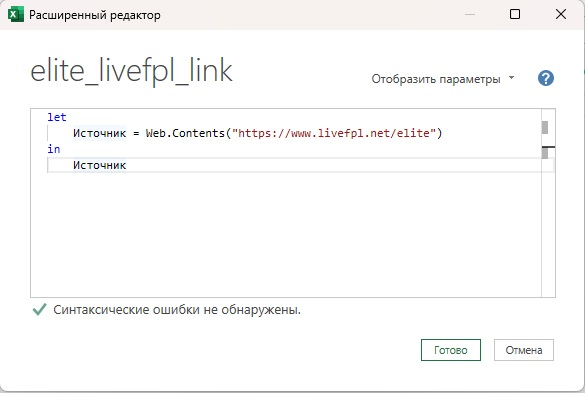 Расширенный редактор
elite_livefpl_link
Отобразить параметры
?
let
Источник = Web.Contents("https://www.livefpl.net/elite")
in
Источник
Синтаксические ошибки не обнаружены.
Готово
Отмена